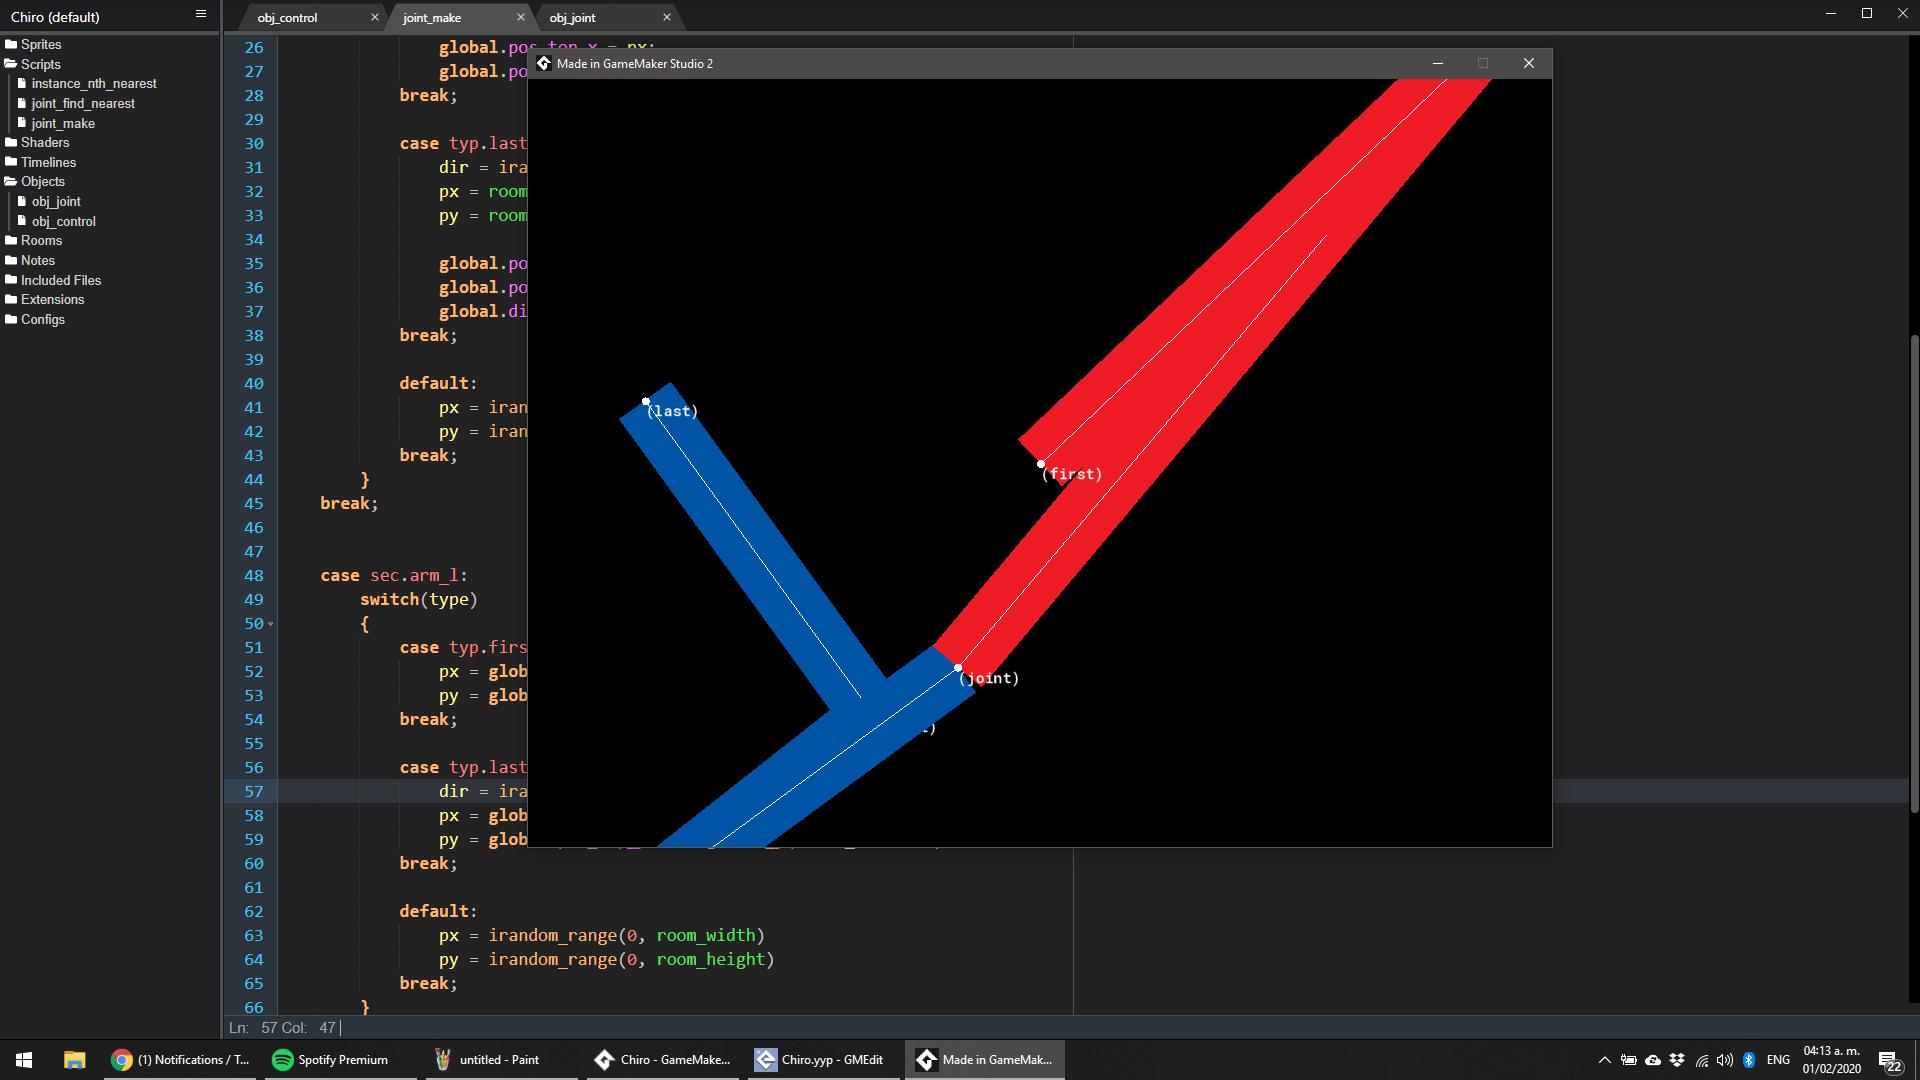 Chiro (default)
obj_control
joint_make
obj_joint
Sprites
Scripts
instance_nth_nearest
joint_find_nearest
joint_make
Shaders
Timelines
Objects
obj_joint
obj_control
Rooms
Notes
Included Files
Extensions
Configs
26 global.pos_top_x = nx;
27 global.po
28 break;
29
30 case typ.last
31 dir = ira
32 px = room
33 py = room
34
35 global.po
36 global.po
37 global.di
38 break;
39
40 default:
41 px = iran
42 py = iran
43 break;
44 }
45 break;
46
47
48 case sec.arm_l:
49 switch(type)
50 {
51 case typ.firs
52 px = glob
53 py = glob
54 break;
55
56 case typ.last
57 dir = ira
58 px = glob
59 py = glob
60 break;
61
62 default:
63 px = irandom_range(0, room_width)
64 py = irandom_range(0, room_height)
65 break;
66 }
Ln: 57 Col: 47
Made in GameMaker Studio 2
(last)
(first)
(joint)
(1) Notifications / T...
Spotify Premium
untitled - Paint
Chiro - GameMake...
Chiro.yyp - GMEdit
Made in GameMak...
ENG
04:13 a. m.
01/02/2020
22